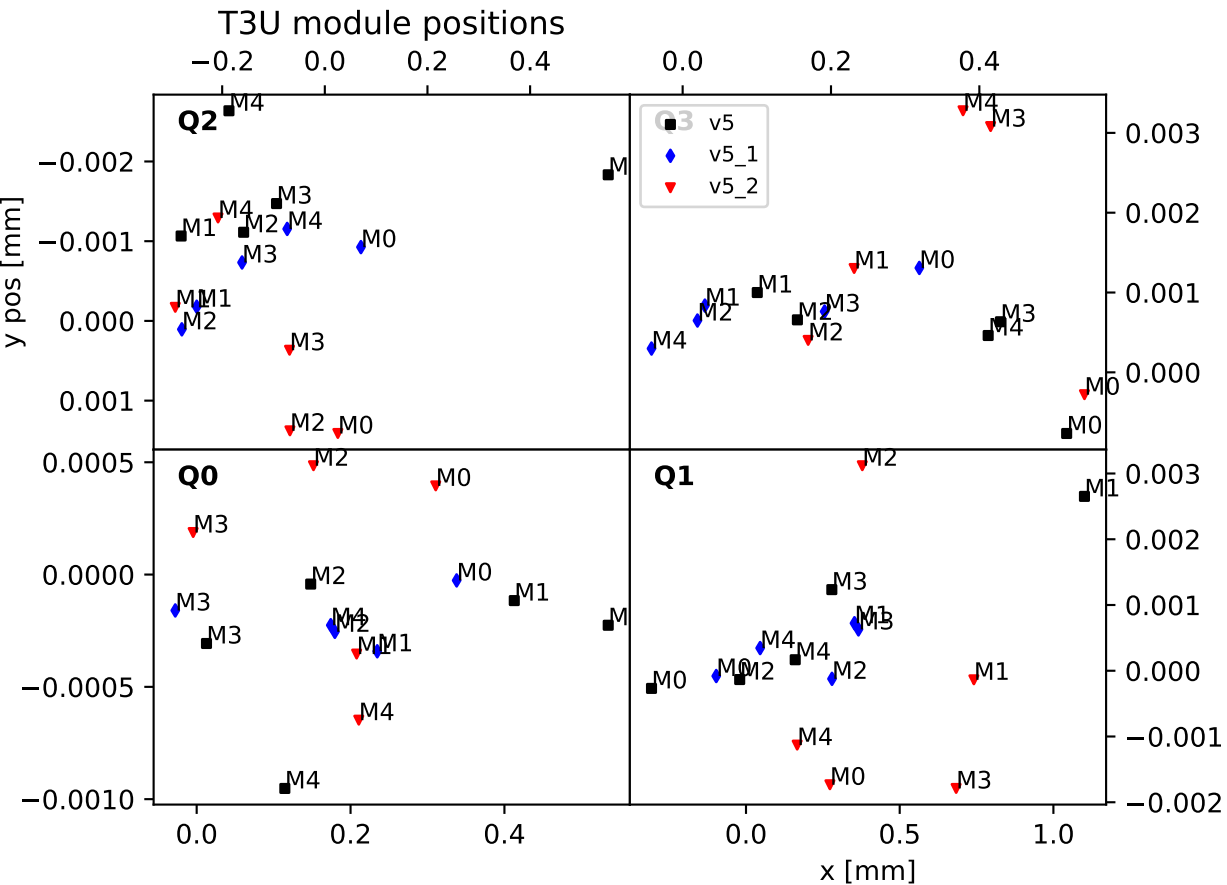 T3U module positions
−0.2 0.0 0.2 0.4
0.0 0.2 0.4
Q2
M4
M
M3
M4
M4
M1
M2
M0
M3
M1
M1
M2
M3
M2
M0
−0.002
−0.001
0.000
0.001
y pos [mm]
Q3
v5
v5_1
v5_2
M4
M3
M1
M0
M1
M1
M3
M2
M2
M2
M4
M3
M4
M0
M0
0.003
0.002
0.001
0.000
Q0
M2
M0
M3
M2
M0
M3
M1
M4
M2
M
M3
M1
M1
M4
M4
0.0005
0.0000
−0.0005
−0.0010
Q1
M2
M1
M3
M1
M3
M4
M4
M0
M2
M2
M0
M1
M4
M0
M3
0.003
0.002
0.001
0.000
−0.001
−0.002
0.0 0.2 0.4
0.0 0.5 1.0
x [mm]